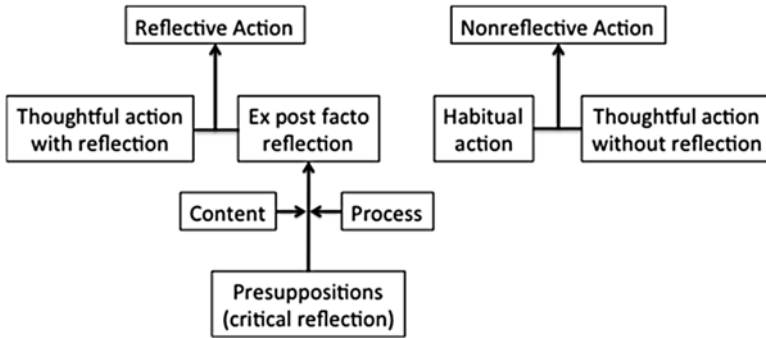 Reflective Action
Nonreflective Action
Thoughtful action
with reflection
Ex post facto
reflection
Habitual
action
Thoughtful action
without reflection
Content
Process
Presuppositions
(critical reflection)